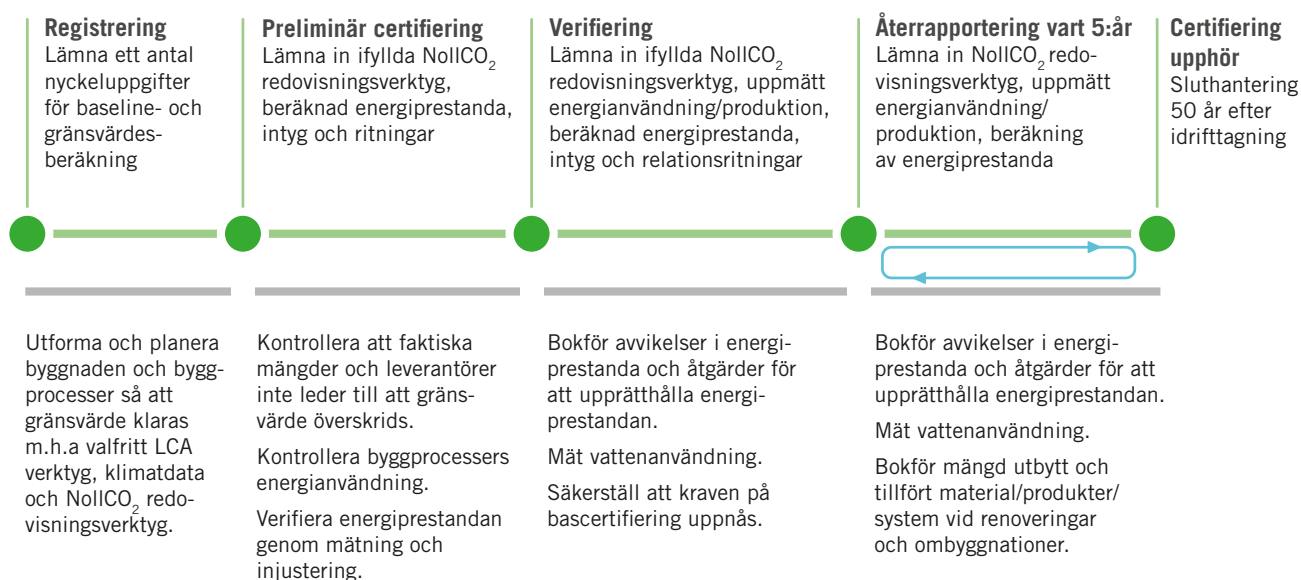 Registrering
Lämna ett antal
nyckeluppgifter
för baseline- och
gränsvärdes-
beräkning
Preliminär certifiering
Lämna in ifyllda NollCO₂
redovisningsverktyg,
beräknad energiprestanda,
intyg och ritningar
Verifiering
Lämna in ifyllda NollCO₂
redovisningsverktyg, uppmätt
energianvändning/produktion,
beräknad energiprestanda,
intyg och relationsritningar
Återrapportering vart 5:år
Lämna in NollCO₂ redo-
visningsverktyg, uppmätt
energianvändning/
produktion, beräkning
av energiprestanda
Certifiering
upphör
Sluthantering
50 år efter
idrifttagning
Utforma och planera
byggnaden och bygg-
processer så att
gränsvärde klaras
m.h.a valfritt LCA
verktyg, klimatdata
och NollCO₂ redo-
visningsverktyg.
Kontrollera att faktiska
mängder och leverantörer
inte leder till att gräns-
värde överskrids.
Kontrollera byggprocessers
energianvändning.
Verifiera energiprestandan
genom mätning och
injustering.
Bokför avvikelser i energi-
prestanda och åtgärder för
att upprätthålla energi-
prestandan.
Mät vattenanvändning.
Säkerställ att kraven på
bascertifiering uppnås.
Bokför avvikelser i energi-
prestanda och åtgärder för att
upprätthålla energiprestandan.
Mät vattenanvändning.
Bokför mängd utbytt och
tillfört material/produkter/
system vid renoveringar
och ombyggnationer.